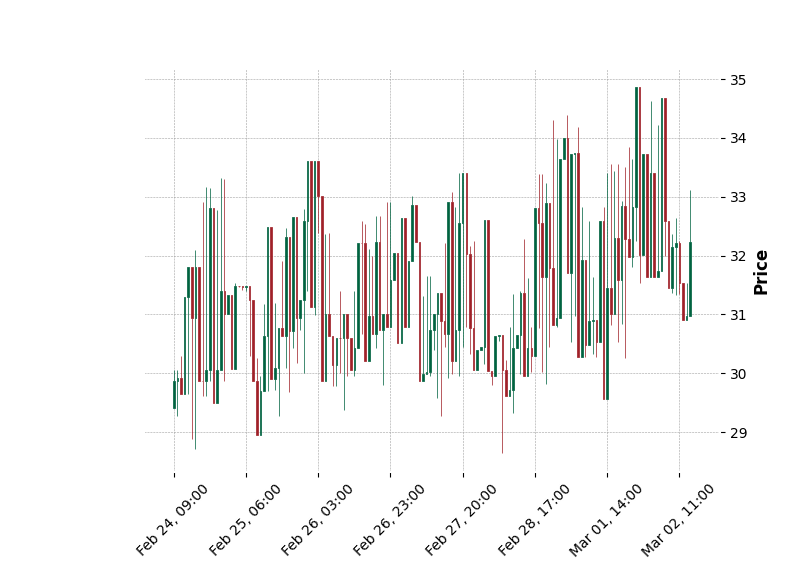 35
34
33
32
31
30
29
Price
Feb 24, 09:00
Feb 25, 06:00
Feb 26, 03:00
Feb 26, 23:00
Feb 27, 20:00
Feb 28, 17:00
Mar 01, 14:00
Mar 02, 11:00